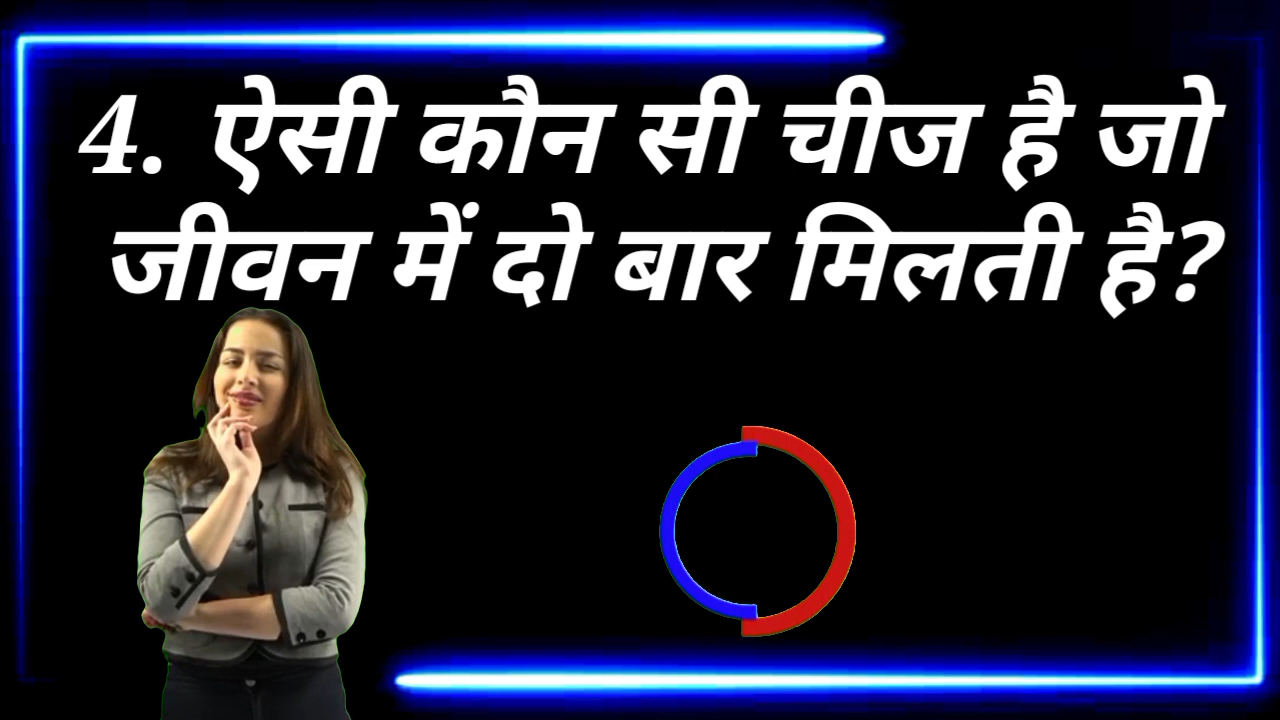 4. ऐसी कौन सी चीज है जो
जीवन में दो बार मिलती है?